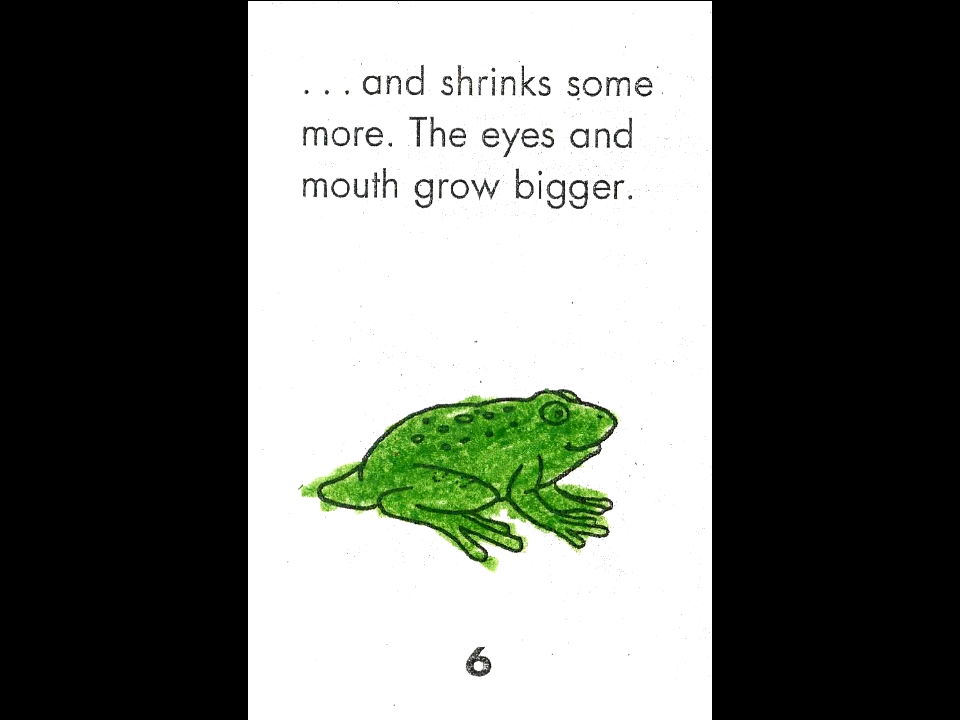 . . . and shrinks some
more. The eyes and
mouth grow bigger.
6